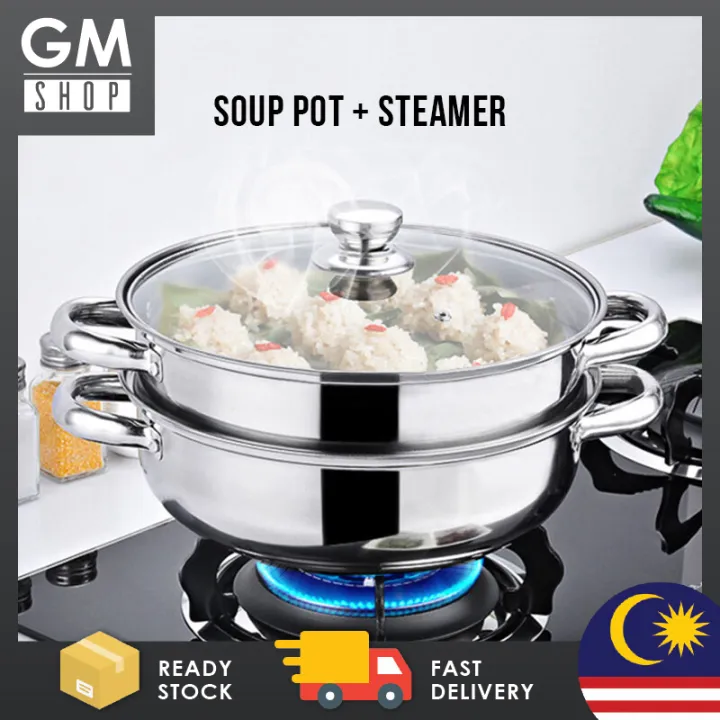 GM
SHOP
SOUP POT + STEAMER
READY
STOCK
FAST
DELIVERY